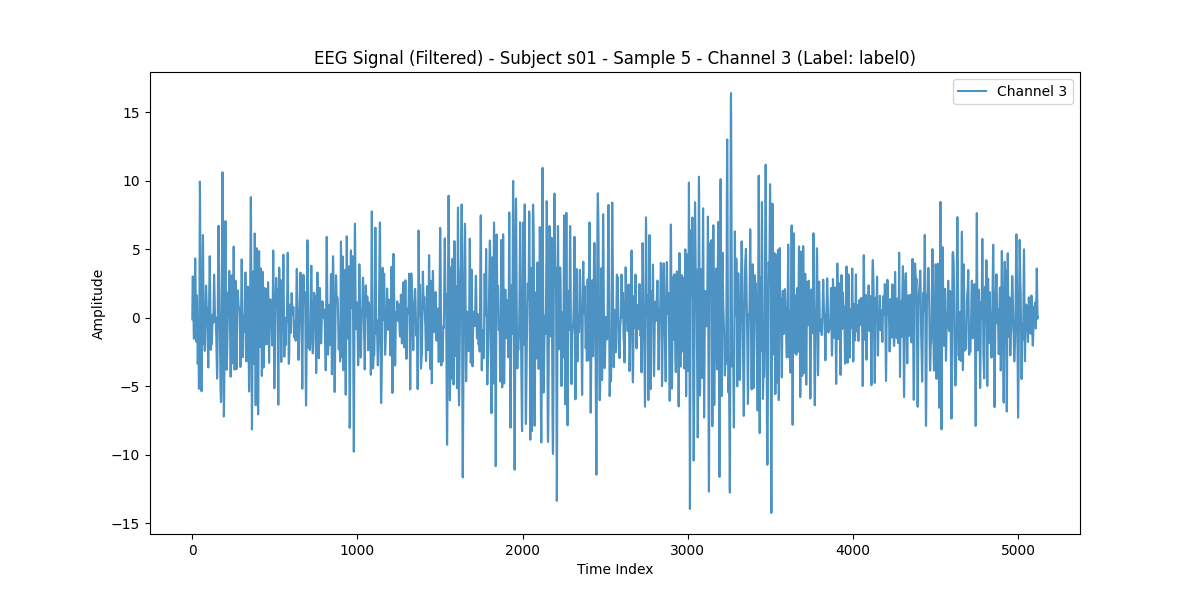 EEG Signal (Filtered) - Subject s01 - Sample 5 - Channel 3 (Label: label0)
Channel 3
15
10
5
0
−5
−10
−15
Amplitude
0 1000 2000 3000 4000 5000
Time Index